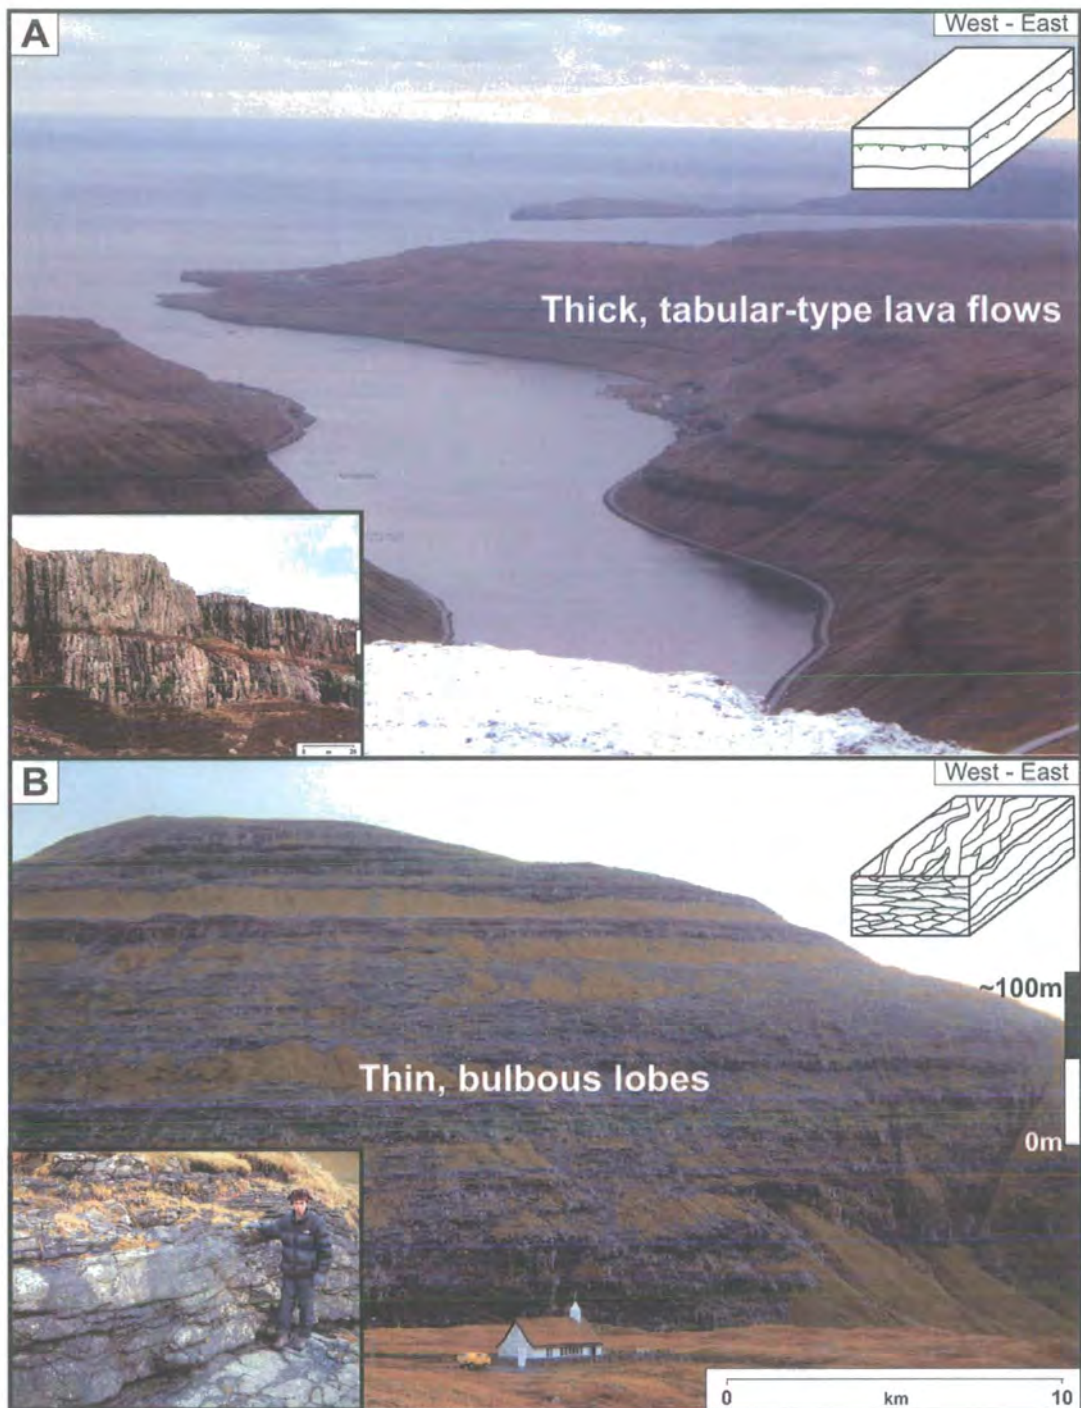 A
West - East
Thick, tabular-type lava flows
B
West - East
~100m
Thin, bulbous lobes
0m
0
km
10